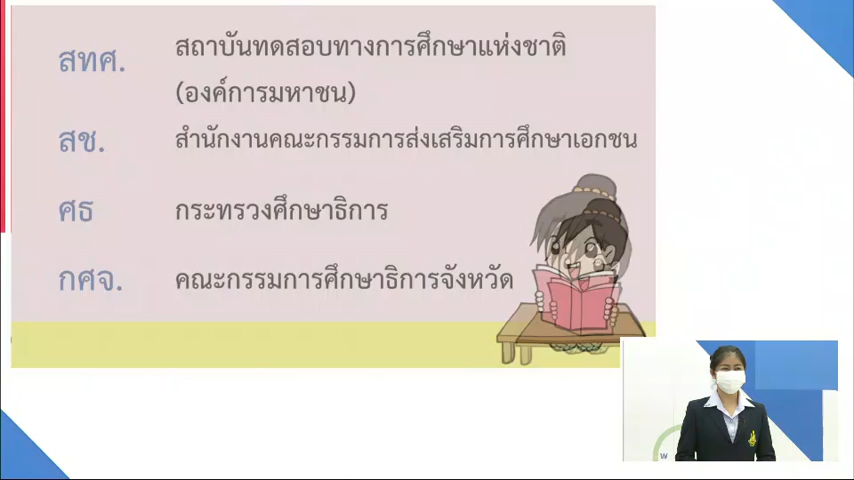 สทศ. สถาบันทดสอบทางการศึกษาแห่งชาติ
(องค์การมหาชน)
สช. สำนักงานคณะกรรมการส่งเสริมการศึกษาเอกชน
ศธ กระทรวงศึกษาธิการ
กศจ. คณะกรรมการศึกษาธิการจังหวัด
W